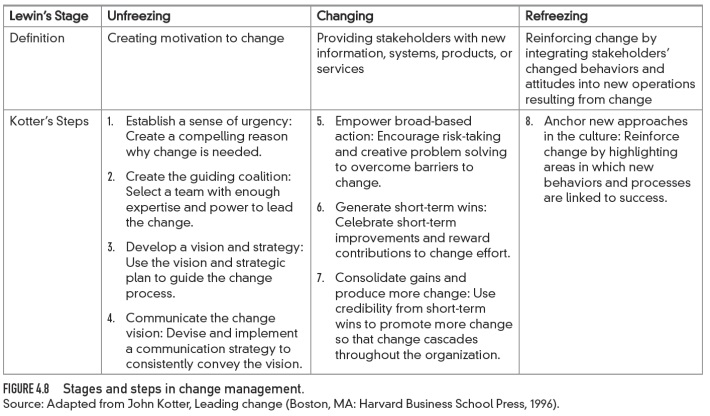 Lewin's Stage Unfreezing Changing Refreezing
Definition
Creating motivation to change
Providing stakeholders with new
information, systems, products, or
services
Reinforcing change by
integrating stakeholders'
changed behaviors and
attitudes into new operations
resulting from change
Kotter's Steps
1. Establish a sense of urgency:
Create a compelling reason
why change is needed.
2. Create the guiding coalition:
Select a team with enough
expertise and power to lead
the change.
3. Develop a vision and strategy:
Use the vision and strategic
plan to guide the change
process.
4. Communicate the change
vision: Devise and implement
a communication strategy to
consistently convey the vision.
5. Empower broad-based
action: Encourage risk-taking
and creative problem solving
to overcome barriers to
change.
6. Generate short-term wins:
Celebrate short-term
improvements and reward
contributions to change effort.
7. Consolidate gains and
produce more change: Use
credibility from short-term
wins to promote more change
so that change cascades
throughout the organization.
8. Anchor new approaches
in the culture: Reinforce
change by highlighting
areas in which new
behaviors and processes
are linked to success.
FIGURE 4.8 Stages and steps in change management.
Source: Adapted from John Kotter, Leading change (Boston, MA: Harvard Business School Press, 1996).